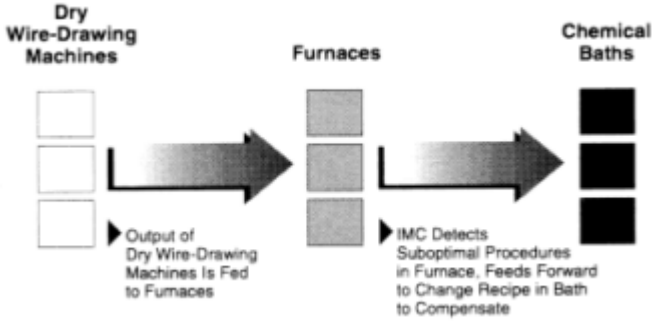 Dry
Wire-Drawing
Machines
Furnaces
Chemical
Baths
Output of
Dry Wire-Drawing
Machines Is Fed
to Furnaces
IMC Detects
Suboptimal Procedures
in Furnace, Feeds Forward
to Change Recipe in Bath
to Compensate